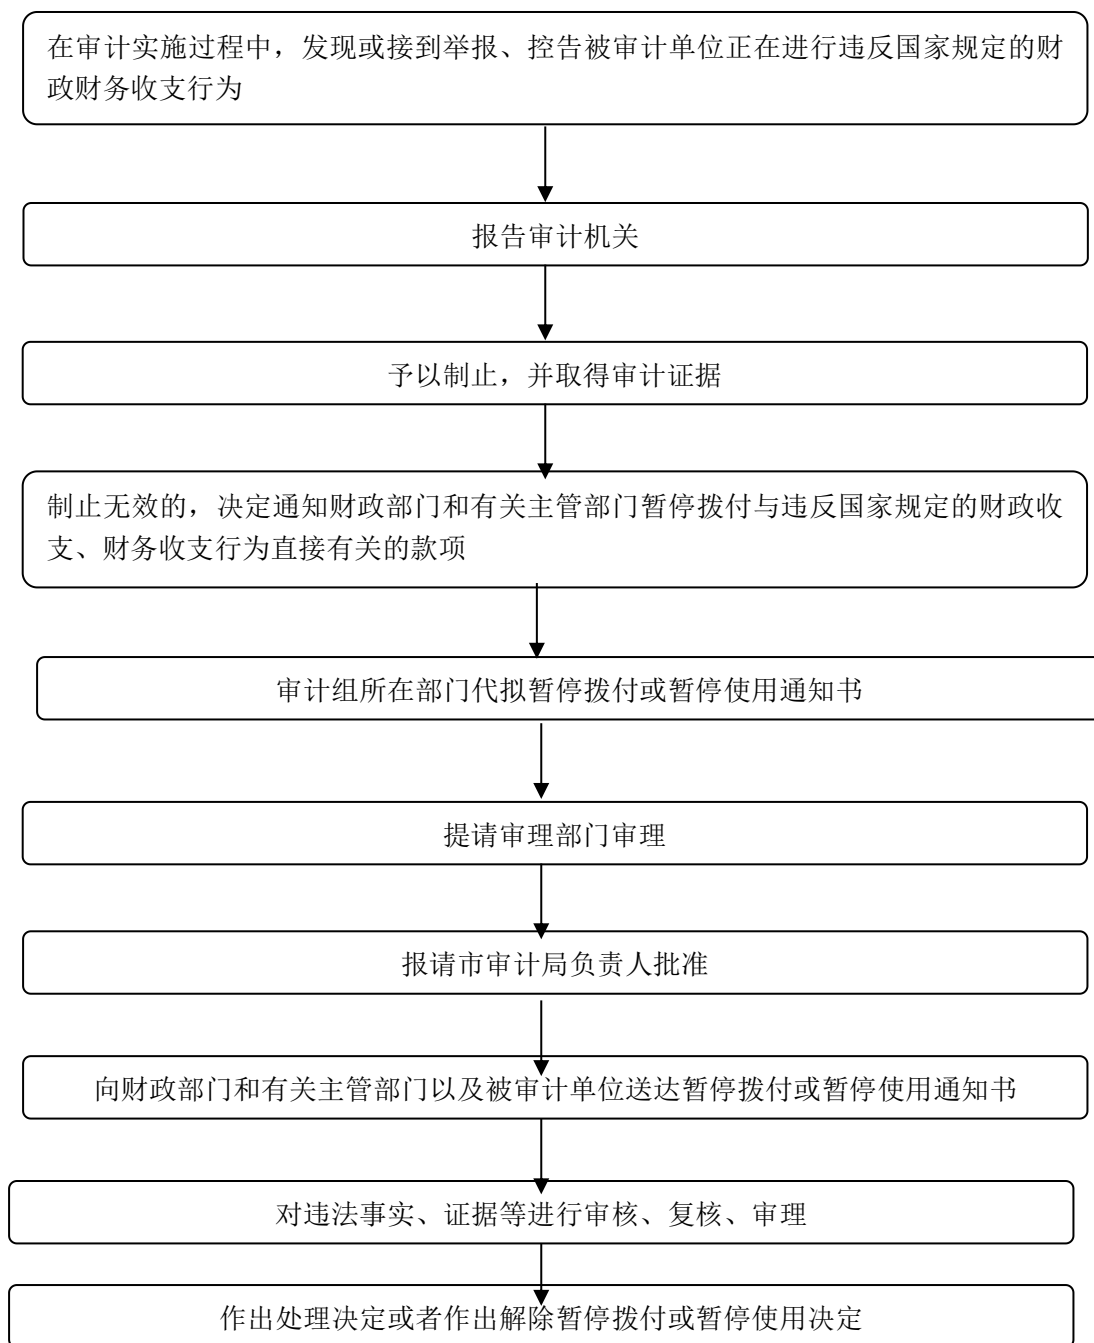 在审计实施过程中，发现或接到举报、控告被审计单位正在进行违反国家规定的财
政财务收支行为
报告审计机关
予以制止，并取得审计证据
制止无效的，决定通知财政部门和有关主管部门暂停拨付与违反国家规定的财政收
支、财务收支行为直接有关的款项
审计组所在部门代拟暂停拨付或暂停使用通知书
提请审理部门审理
报请市审计局负责人批准
向财政部门和有关主管部门以及被审计单位送达暂停拨付或暂停使用通知书
对违法事实、证据等进行审核、复核、审理
作出处理决定或者作出解除暂停拨付或暂停使用决定